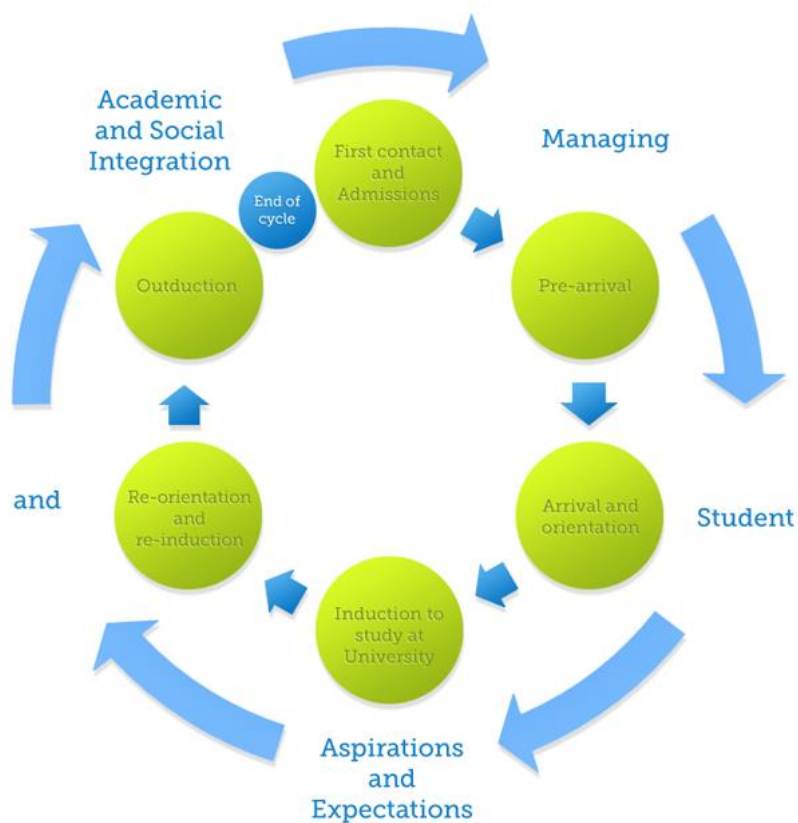 Academic
and Social
Integration
Managing
First contact
and
Admissions
End of
cycle
Outduction
Pre-arrival
and
Re-orientation
and
re-induction
Arrival and
orientation
Student
Induction to
study at
University
Aspirations
and
Expectations